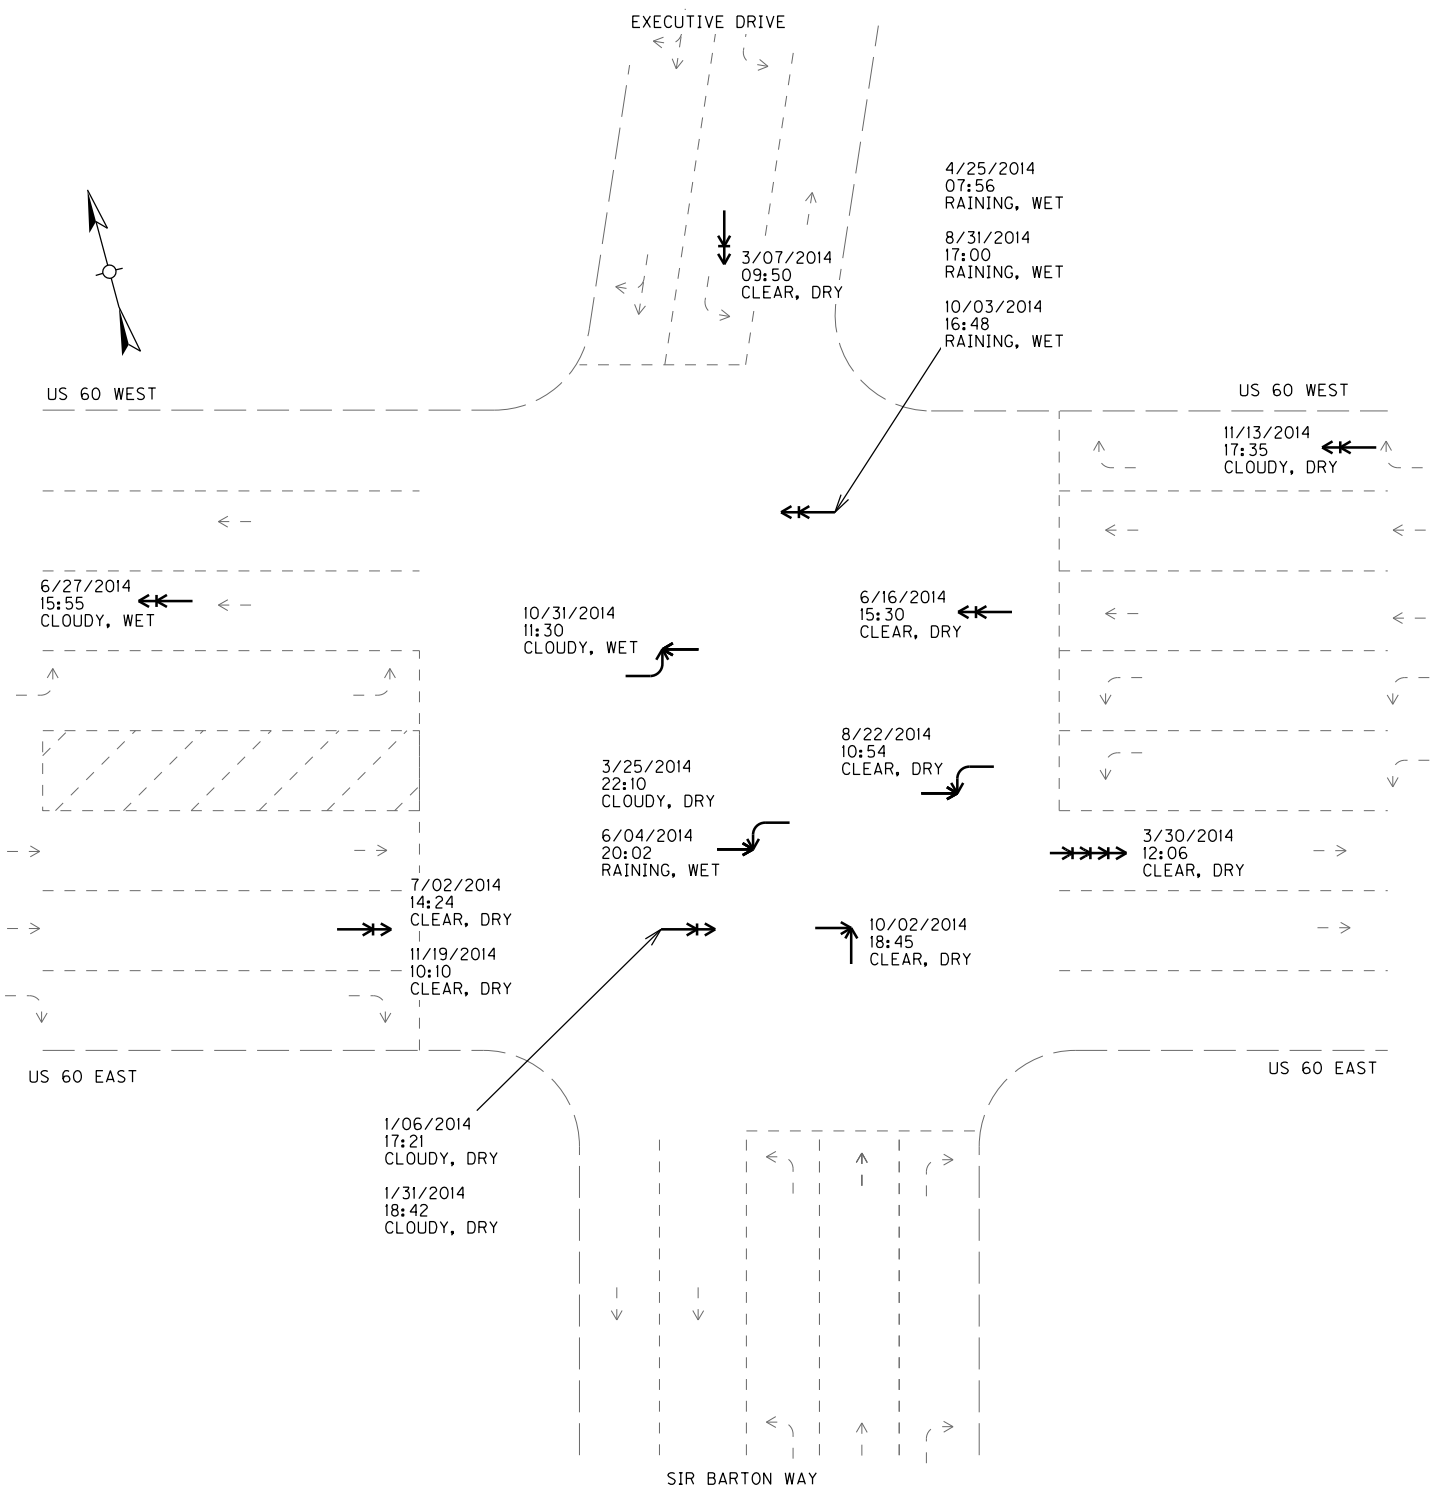 EXECUTIVE DRIVE
4/25/2014
07:56
RAINING, WET
8/31/2014
17:00
RAINING, WET
10/03/2014
16:48
RAINING, WET
3/07/2014
09:50
CLEAR, DRY
US 60 WEST
US 60 WEST
11/13/2014
17:35
CLOUDY, DRY
6/27/2014
15:55
CLOUDY, WET
10/31/2014
11:30
CLOUDY, WET
6/16/2014
15:30
CLEAR, DRY
8/22/2014
10:54
CLEAR, DRY
3/25/2014
22:10
CLOUDY, DRY
6/04/2014
20:02
RAINING, WET
3/30/2014
12:06
CLEAR, DRY
7/02/2014
14:24
CLEAR, DRY
11/19/2014
10:10
CLEAR, DRY
10/02/2014
18:45
CLEAR, DRY
US 60 EAST
US 60 EAST
1/06/2014
17:21
CLOUDY, DRY
1/31/2014
18:42
CLOUDY, DRY
SIR BARTON WAY